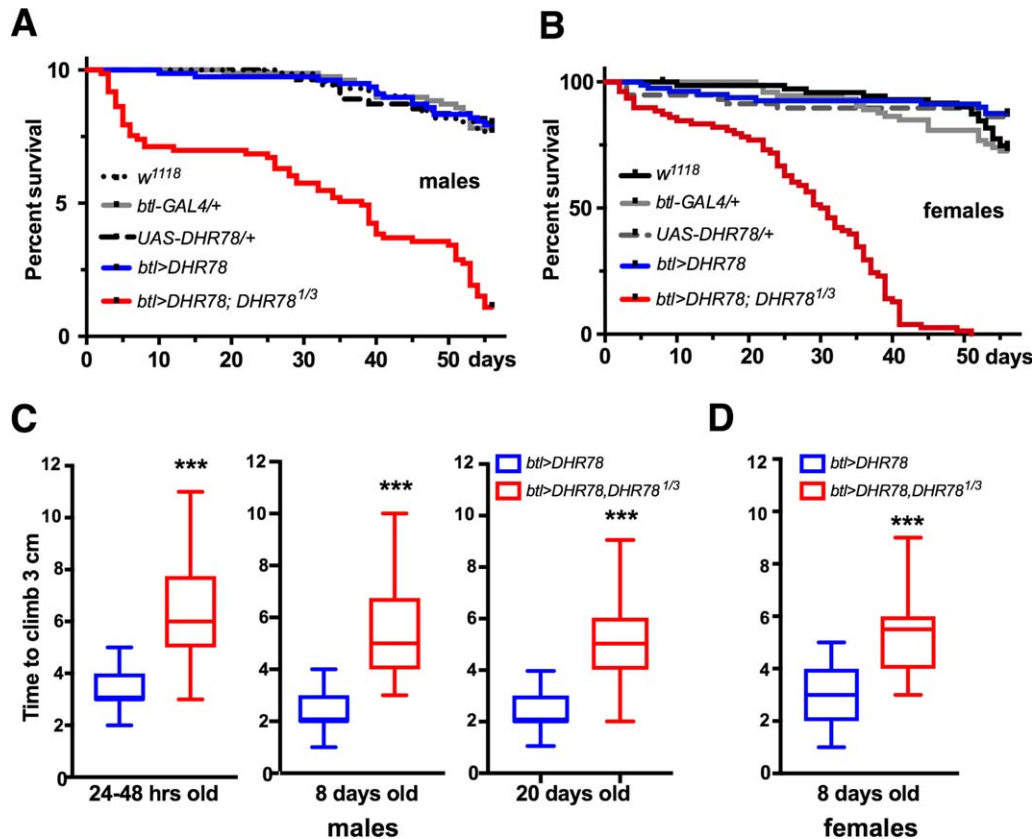 A
Percent survival
10
5
0
w1118
btl-GAL4/+
UAS-DHR78/+
btl>DHR78
btl>DHR78; DHR781/3
males
0 10 20 30 40 50 days
B
Percent survival
100
50
0
w1118
btl-GAL4/+
UAS-DHR78/+
btl>DHR78
btl>DHR78; DHR781/3
females
0 10 20 30 40 50 days
C
Time to climb 3 cm
12
10
8
6
4
2
0
***
24-48 hrs old
12
10
8
6
4
2
0
***
8 days old
12
10
8
6
4
2
0
btl>DHR78
btl>DHR78,DHR781/3
***
20 days old
males
D
12
10
8
6
4
2
0
btl>DHR78
btl>DHR78,DHR781/3
***
8 days old
females